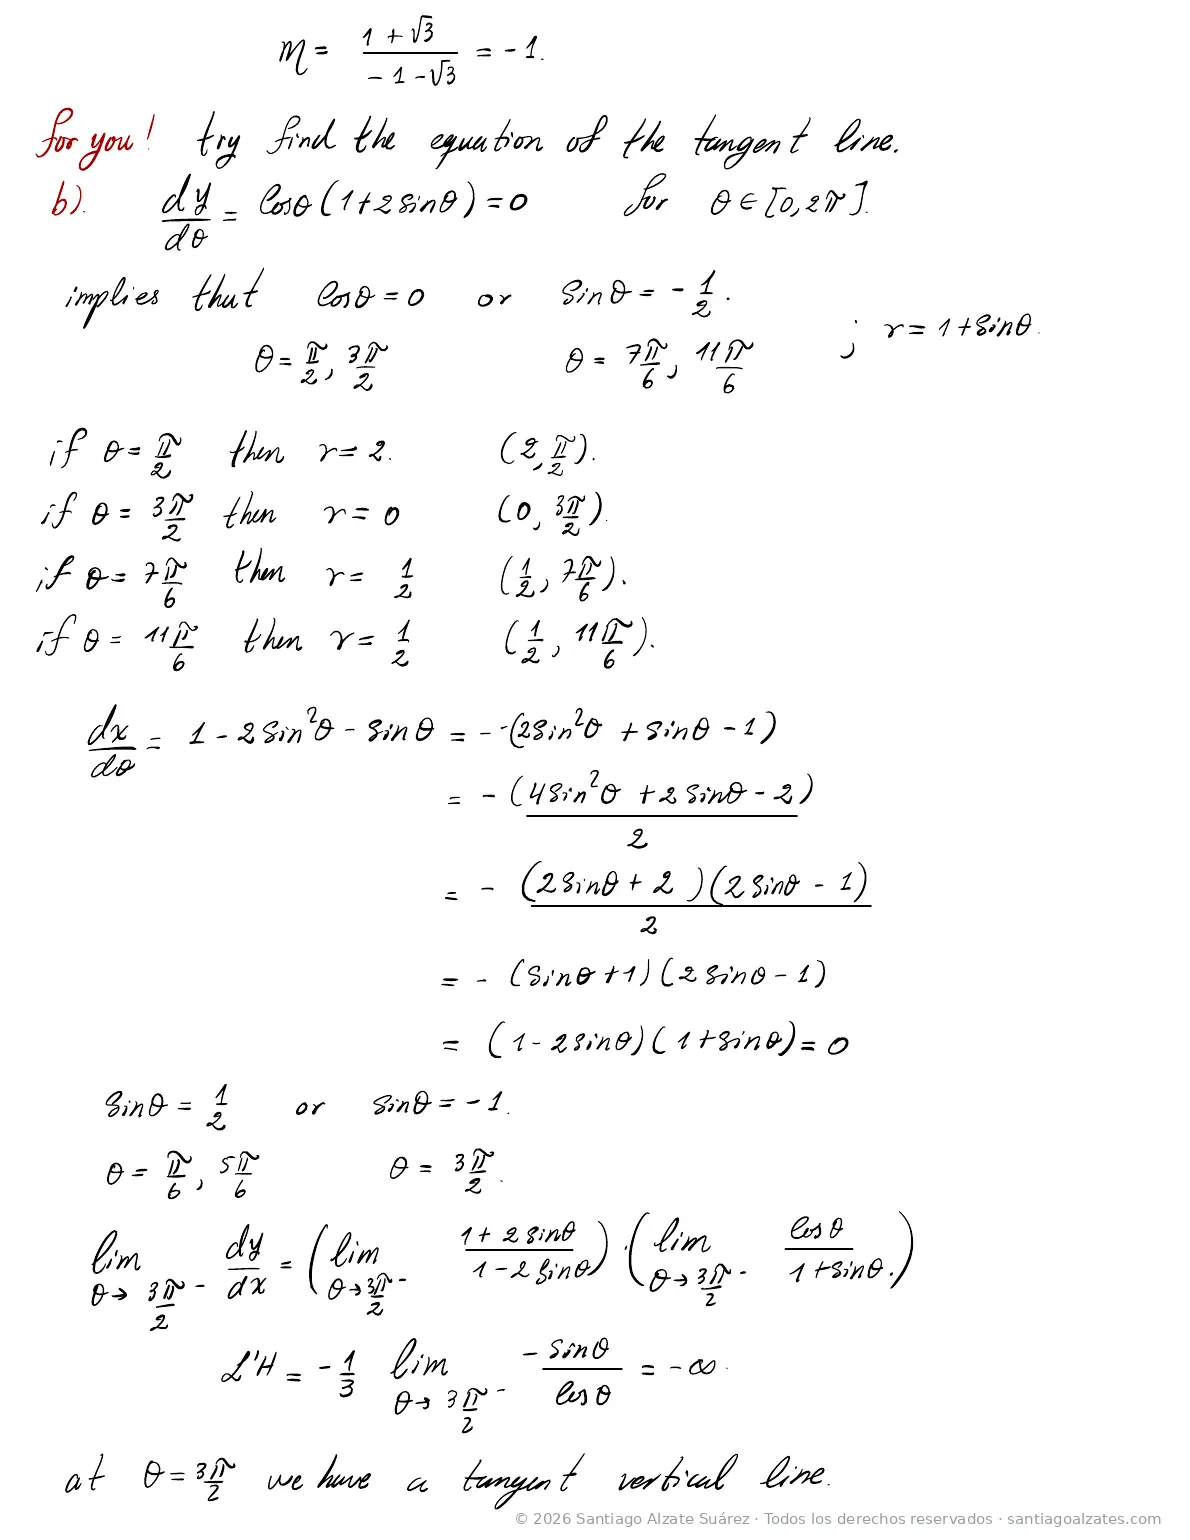 m = (1 + √3)/(- 1 - √3) = - 1.
for you! try find the equation of the tangent line.
b). dy/dθ = Cosθ (1+2 sinθ) = 0 for θ ∈ [0, 2π].
implies that Cosθ = 0 or Sinθ = - 1/2.
; r = 1 + Sinθ.
θ = π/2, 3π/2 θ = 7π/6, 11π/6
if θ = π/2 then r = 2. (2, π/2).
if θ = 3π/2 then r = 0 (0, 3π/2).
if θ = 7π/6 then r = 1/2 (1/2, 7π/6).
if θ = 11π/6 then r = 1/2 (1/2, 11π/6).
dx/dθ = 1 - 2 Sin²θ - Sin θ = - -(2Sin²θ + Sinθ - 1)
= - (4Sin²θ + 2 Sinθ - 2)/2
= - (2Sinθ + 2)(2 Sinθ - 1)/2
= - (Sinθ + 1)(2 Sinθ - 1)
= (1 - 2 Sinθ)(1 + Sinθ) = 0
Sinθ = 1/2 or Sinθ = - 1.
θ = π/6, 5π/6 θ = 3π/2.
lim θ→ 3π/2 - dy/dx = (lim θ→ 3π/2 - (1 + 2 Sinθ)/(1 - 2 Sinθ)) · (lim θ→ 3π/2 - Cos θ/(1 + Sinθ.))
L'H = - 1/3 lim θ→ 3π/2 - - Sinθ/Cos θ = - ∞.
at θ = 3π/2 we have a tangent vertical line.
© 2026 Santiago Alzate Suárez · Todos los derechos reservados · santiagoalzates.com